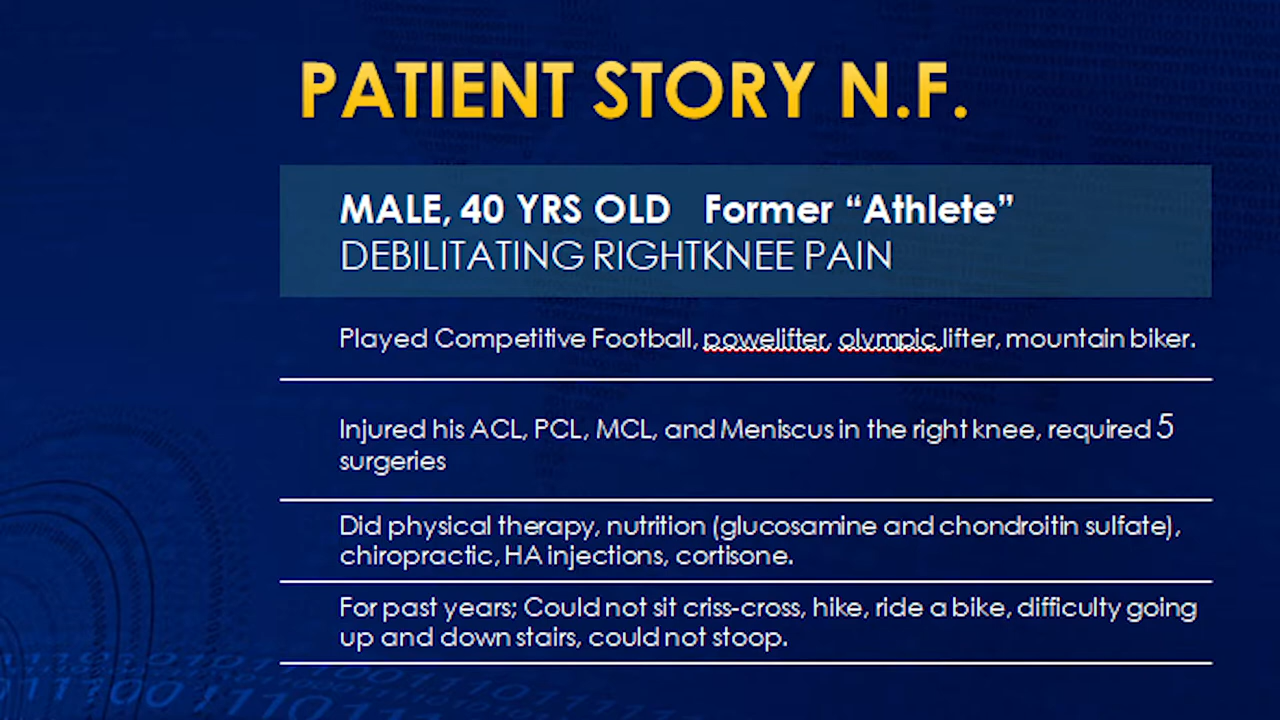 PATIENT STORY N.F.
MALE, 40 YRS OLD Former “Athlete”
DEBILITATING RIGHTKNEE PAIN
Played Competitive Football, powelifter, olympic lifter, mountain biker.
Injured his ACL, PCL, MCL, and Meniscus in the right knee, required 5
surgeries
Did physical therapy, nutrition (glucosamine and chondroitin sulfate),
chiropractic, HA injections, cortisone.
For past years; Could not sit criss-cross, hike, ride a bike, difficulty going
up and down stairs, could not stoop.